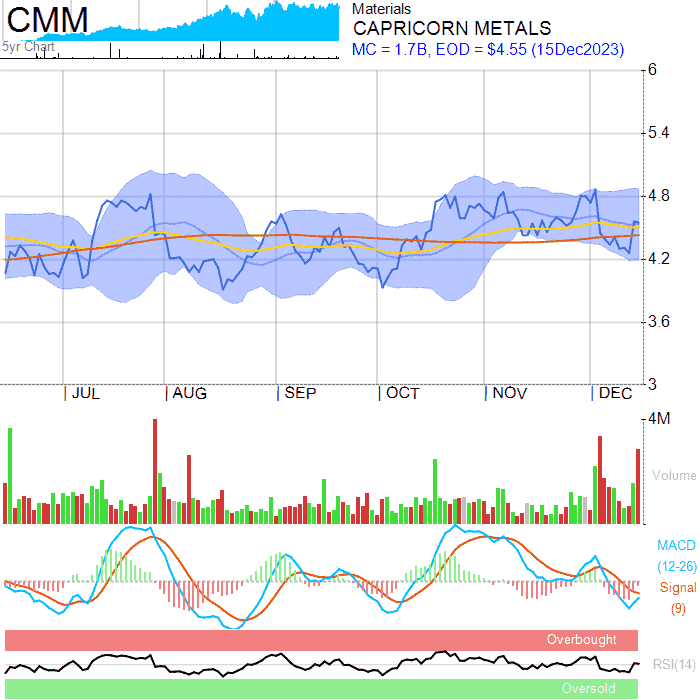 CMM
5yr Chart
Materials
CAPRICORN METALS
MC = 1.7B, EOD = $4.55 (15Dec2023)
6
5.4
4.8
4.2
3.6
3
JUL AUG SEP OCT NOV DEC
4M
Volume
MACD
(12-26)
Signal
(9)
Overbought
RSI(14)
Oversold